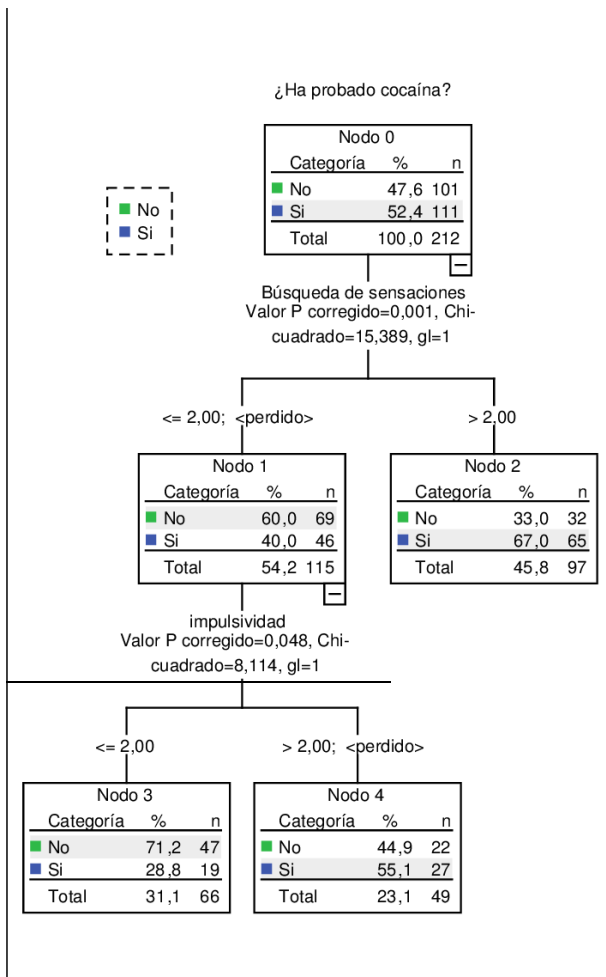 ¿Ha probado cocaína?
Nodo 0
Categoría % n
No 47,6 101
Si 52,4 111
Total 100,0 212
No
Si
Búsqueda de sensaciones
Valor P corregido=0,001, Chi-
cuadrado=15,389, gl=1
<= 2,00; <perdido>
> 2,00
Nodo 1
Categoría % n
No 60,0 69
Si 40,0 46
Total 54,2 115
Nodo 2
Categoría % n
No 33,0 32
Si 67,0 65
Total 45,8 97
impulsividad
Valor P corregido=0,048, Chi-
cuadrado=8,114, gl=1
<= 2,00
> 2,00; <perdido>
Nodo 3
Categoría % n
No 71,2 47
Si 28,8 19
Total 31,1 66
Nodo 4
Categoría % n
No 44,9 22
Si 55,1 27
Total 23,1 49